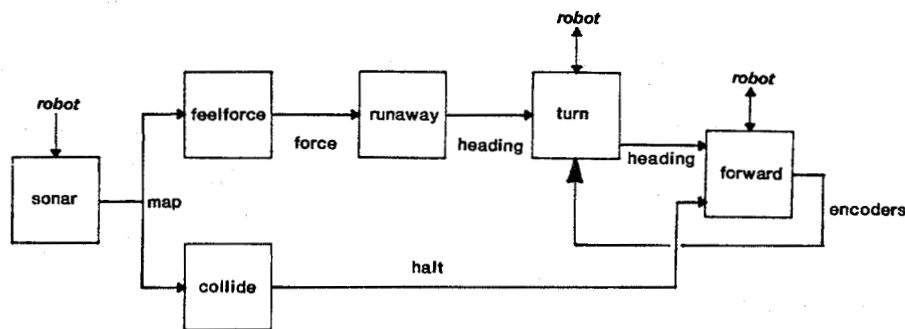 robot
robot
robot
feelforce
runaway
turn
force
heading
heading
forward
sonar
map
encoders
collide
halt